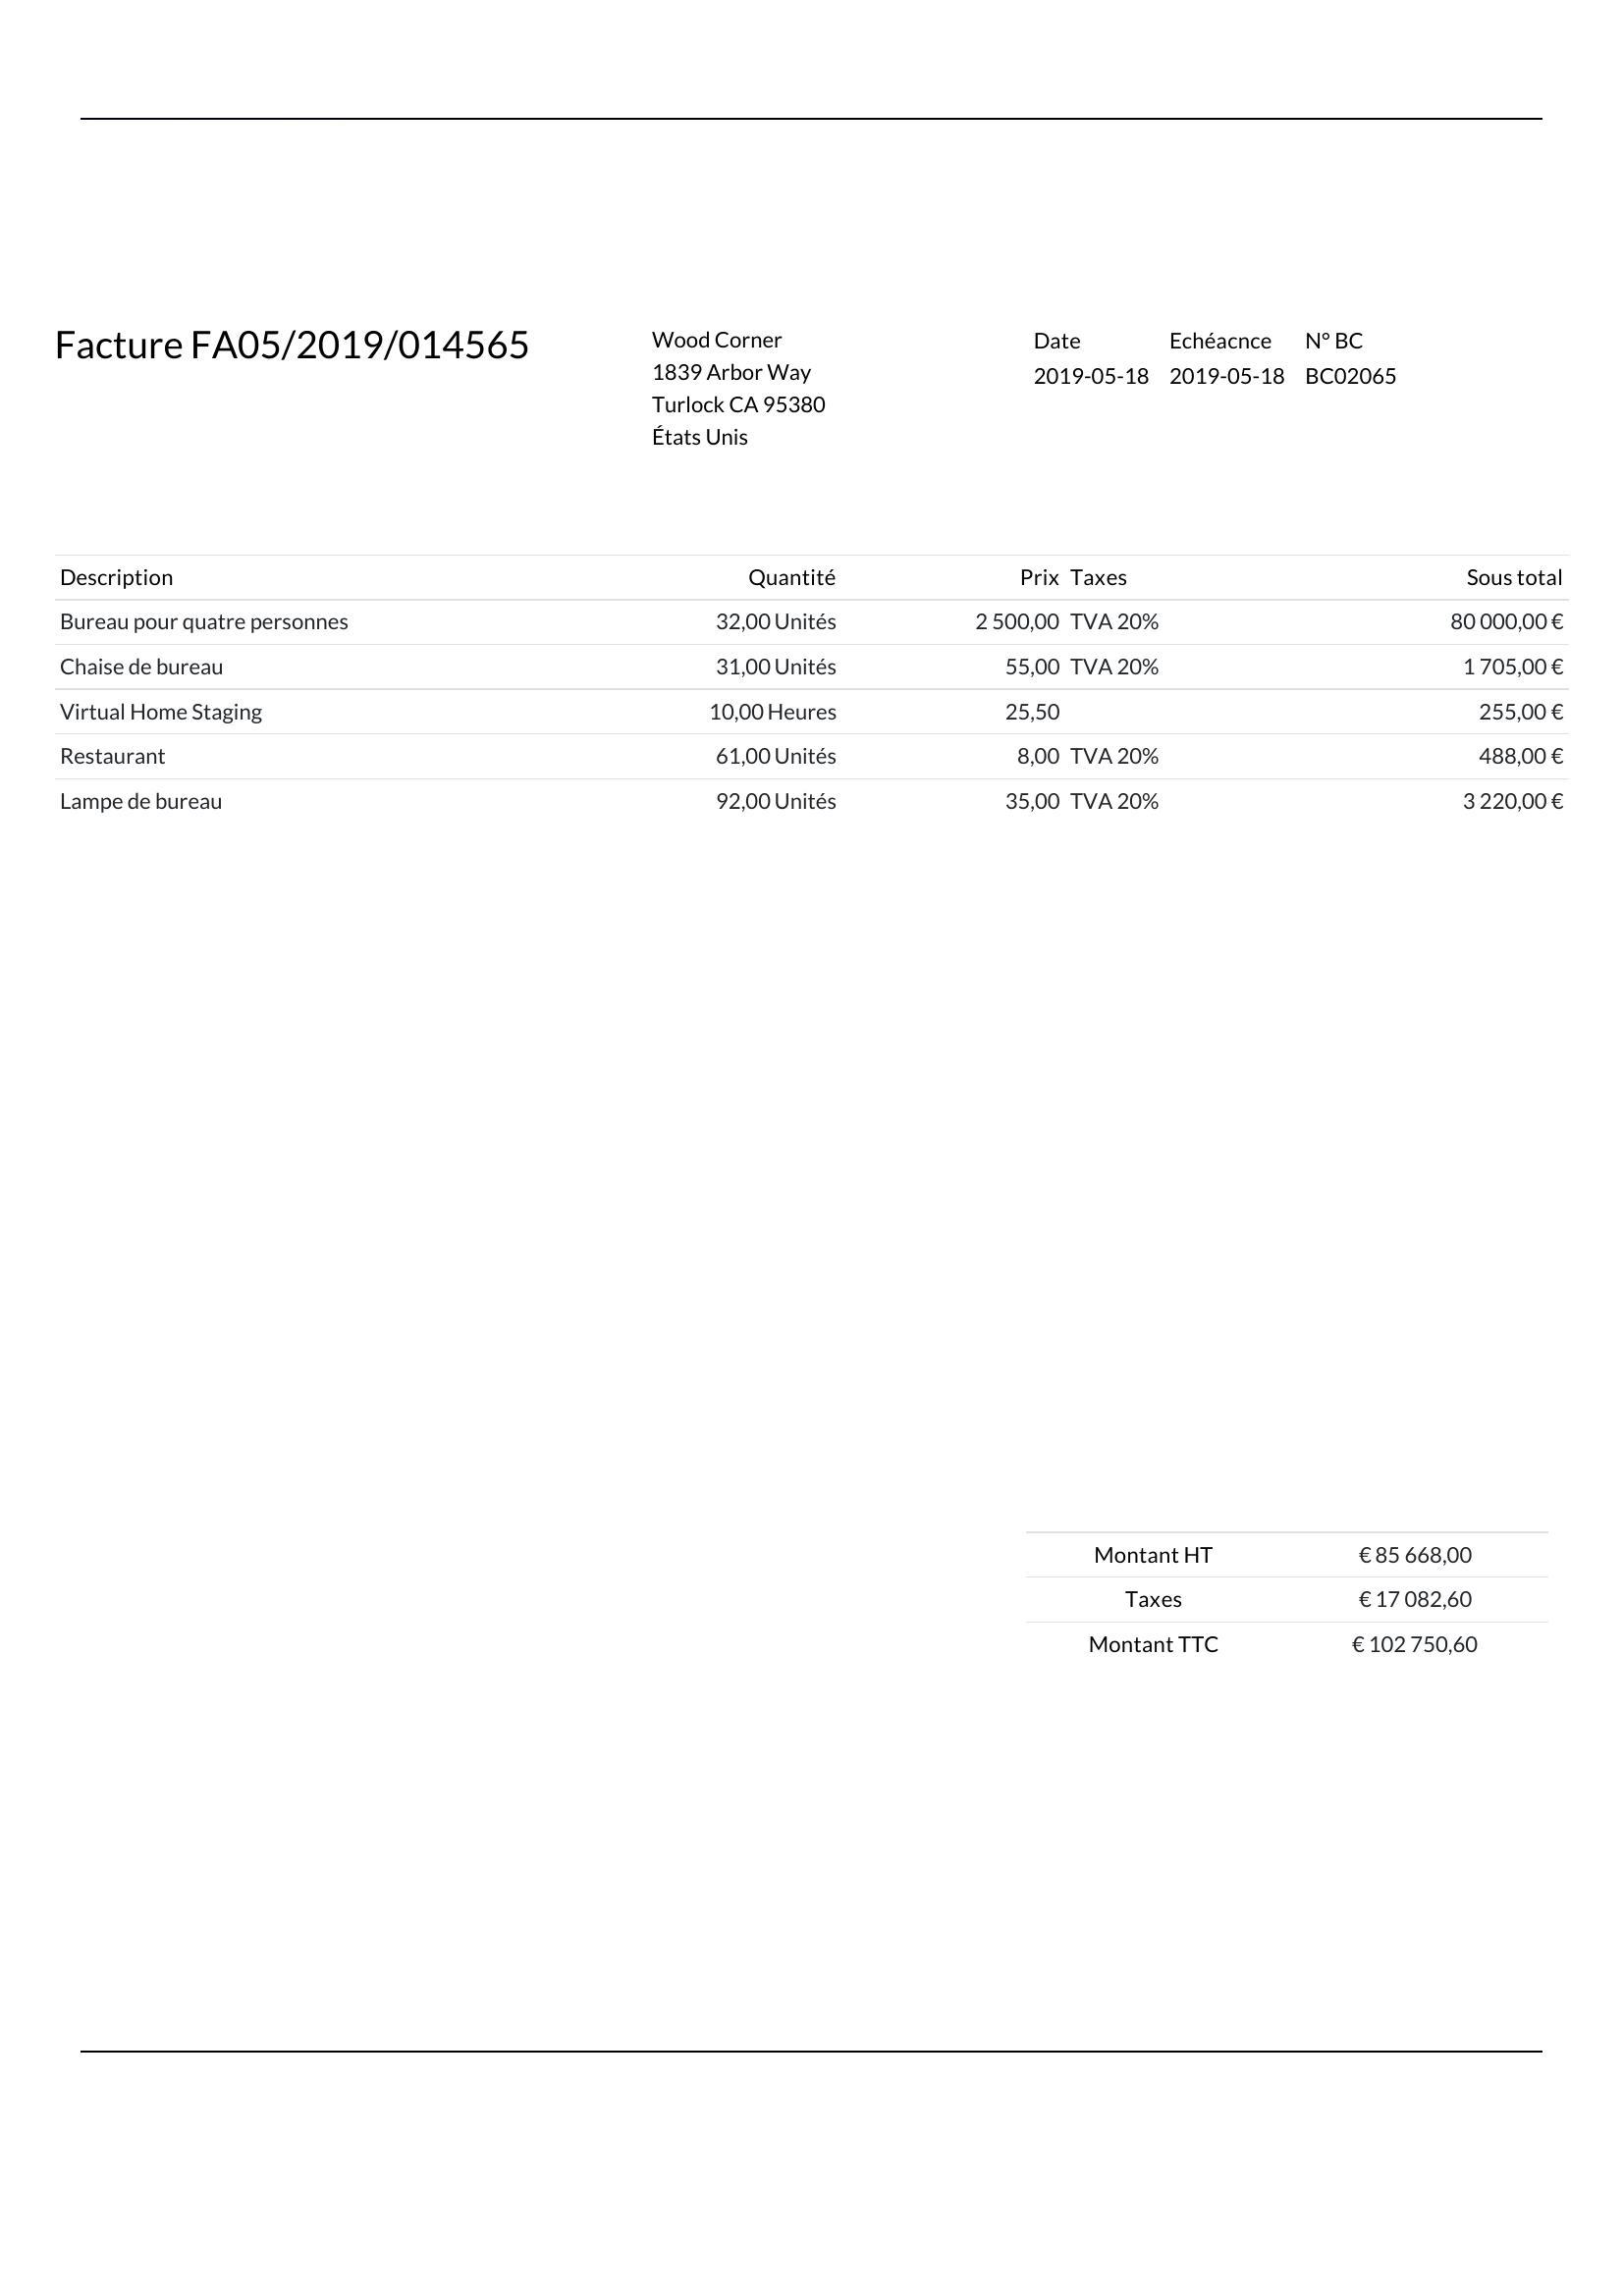 Facture FA05/2019/014565
Wood Corner
1839 Arbor Way
Turlock CA 95380
États Unis
Date Echéacnce N° BC
2019-05-18 2019-05-18 BC02065
Description Quantité Prix Taxes Sous total
Bureau pour quatre personnes 32,00 Unités 2 500,00 TVA 20% 80 000,00 €
Chaise de bureau 31,00 Unités 55,00 TVA 20% 1 705,00 €
Virtual Home Staging 10,00 Heures 25,50 255,00 €
Restaurant 61,00 Unités 8,00 TVA 20% 488,00 €
Lampe de bureau 92,00 Unités 35,00 TVA 20% 3 220,00 €
Montant HT € 85 668,00
Taxes € 17 082,60
Montant TTC € 102 750,60